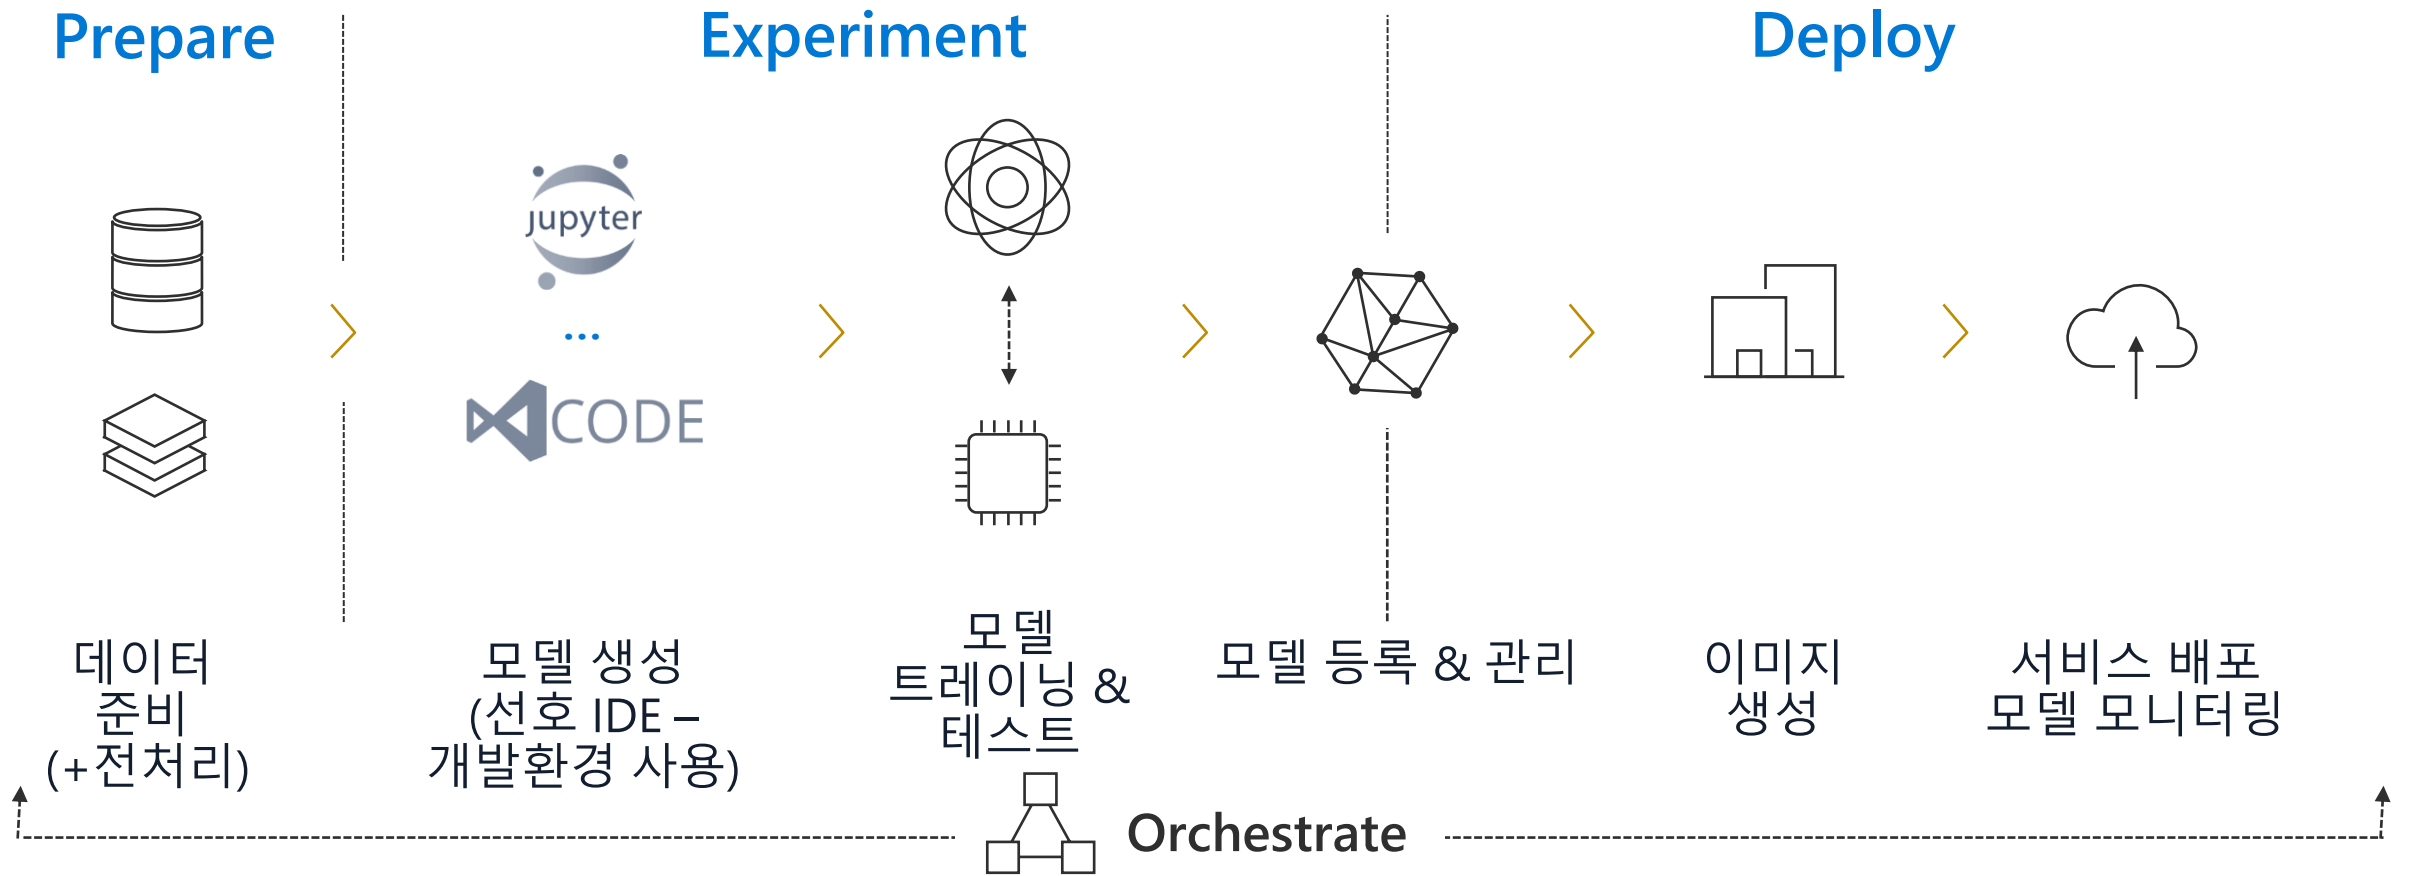 Prepare
Experiment
Deploy
jupyter
...
CODE
데이터
준비
(+전처리)
모델 생성
(선호 IDE –
개발환경 사용)
모델
트레이닝 &
테스트
모델 등록 & 관리
이미지
생성
서비스 배포
모델 모니터링
Orchestrate